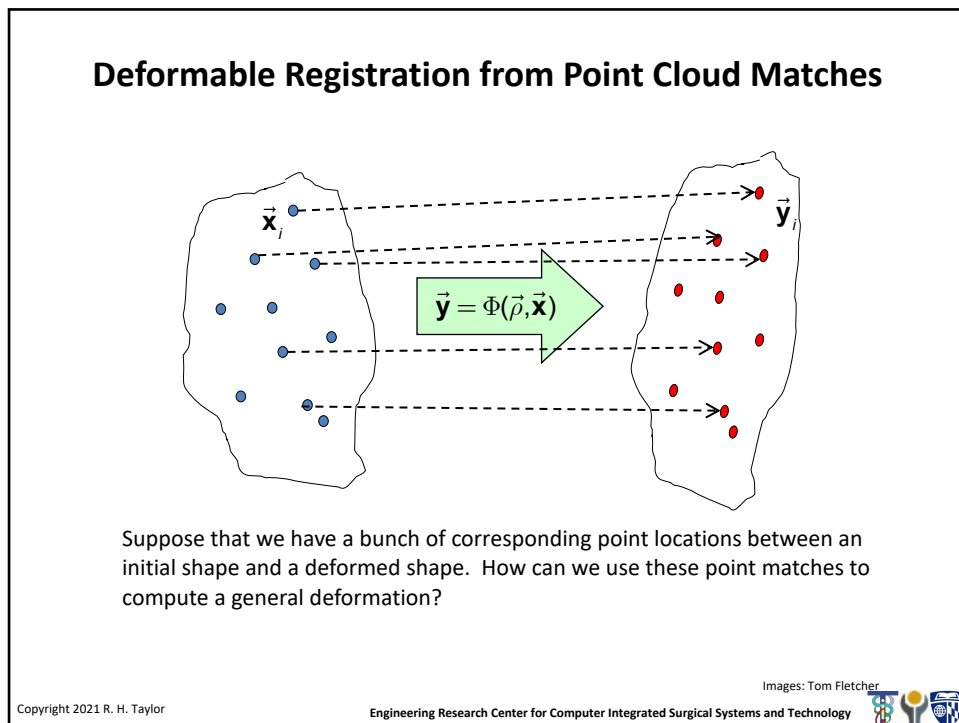 Deformable Registration from Point Cloud Matches
x⃗ᵢ
y⃗ᵢ
y⃗ = Φ(ρ⃗,x⃗)
Suppose that we have a bunch of corresponding point locations between an
initial shape and a deformed shape.  How can we use these point matches to
compute a general deformation?
Images: Tom Fletcher
Copyright 2021 R. H. Taylor
Engineering Research Center for Computer Integrated Surgical Systems and Technology